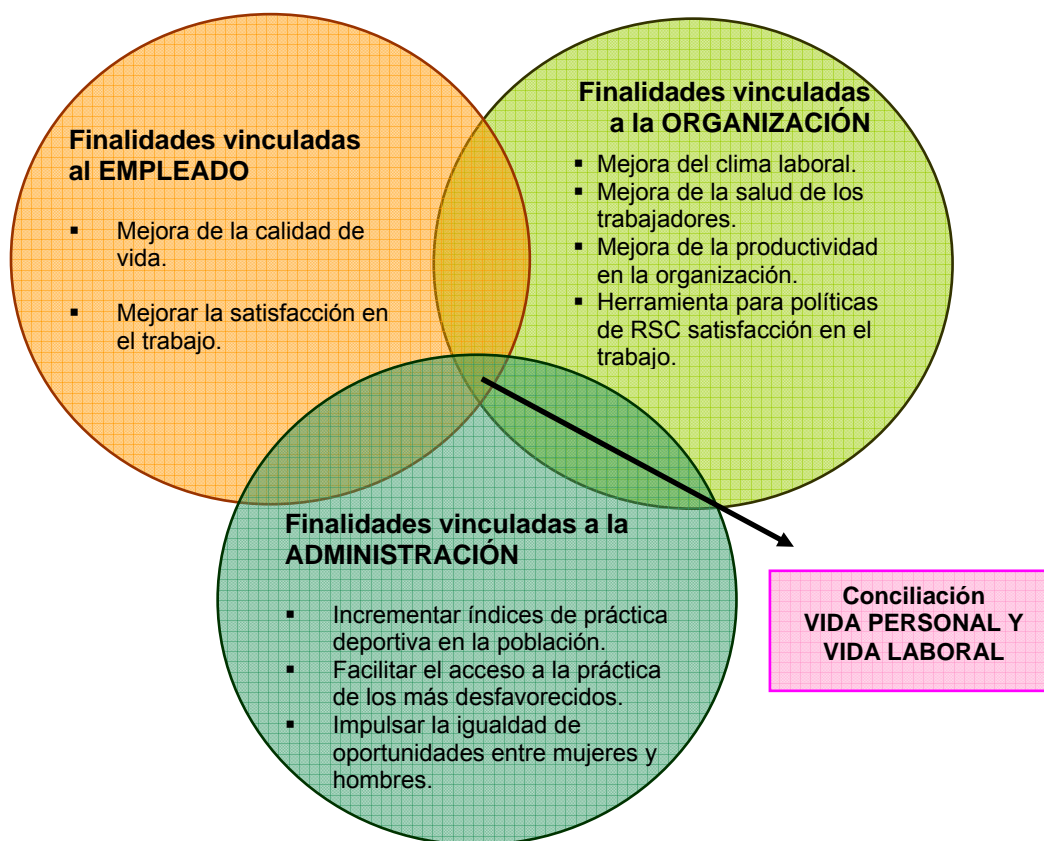 Finalidades vinculadas
al EMPLEADO
▪ Mejora de la calidad de
vida.
▪ Mejorar la satisfacción en
el trabajo.
Finalidades vinculadas
a la ORGANIZACIÓN
▪ Mejora del clima laboral.
▪ Mejora de la salud de los
trabajadores.
▪ Mejora de la productividad
en la organización.
▪ Herramienta para políticas
de RSC satisfacción en el
trabajo.
Finalidades vinculadas a la
ADMINISTRACIÓN
▪ Incrementar índices de práctica
deportiva en la población.
▪ Facilitar el acceso a la práctica
de los más desfavorecidos.
▪ Impulsar la igualdad de
oportunidades entre mujeres y
hombres.
Conciliación
VIDA PERSONAL Y
VIDA LABORAL